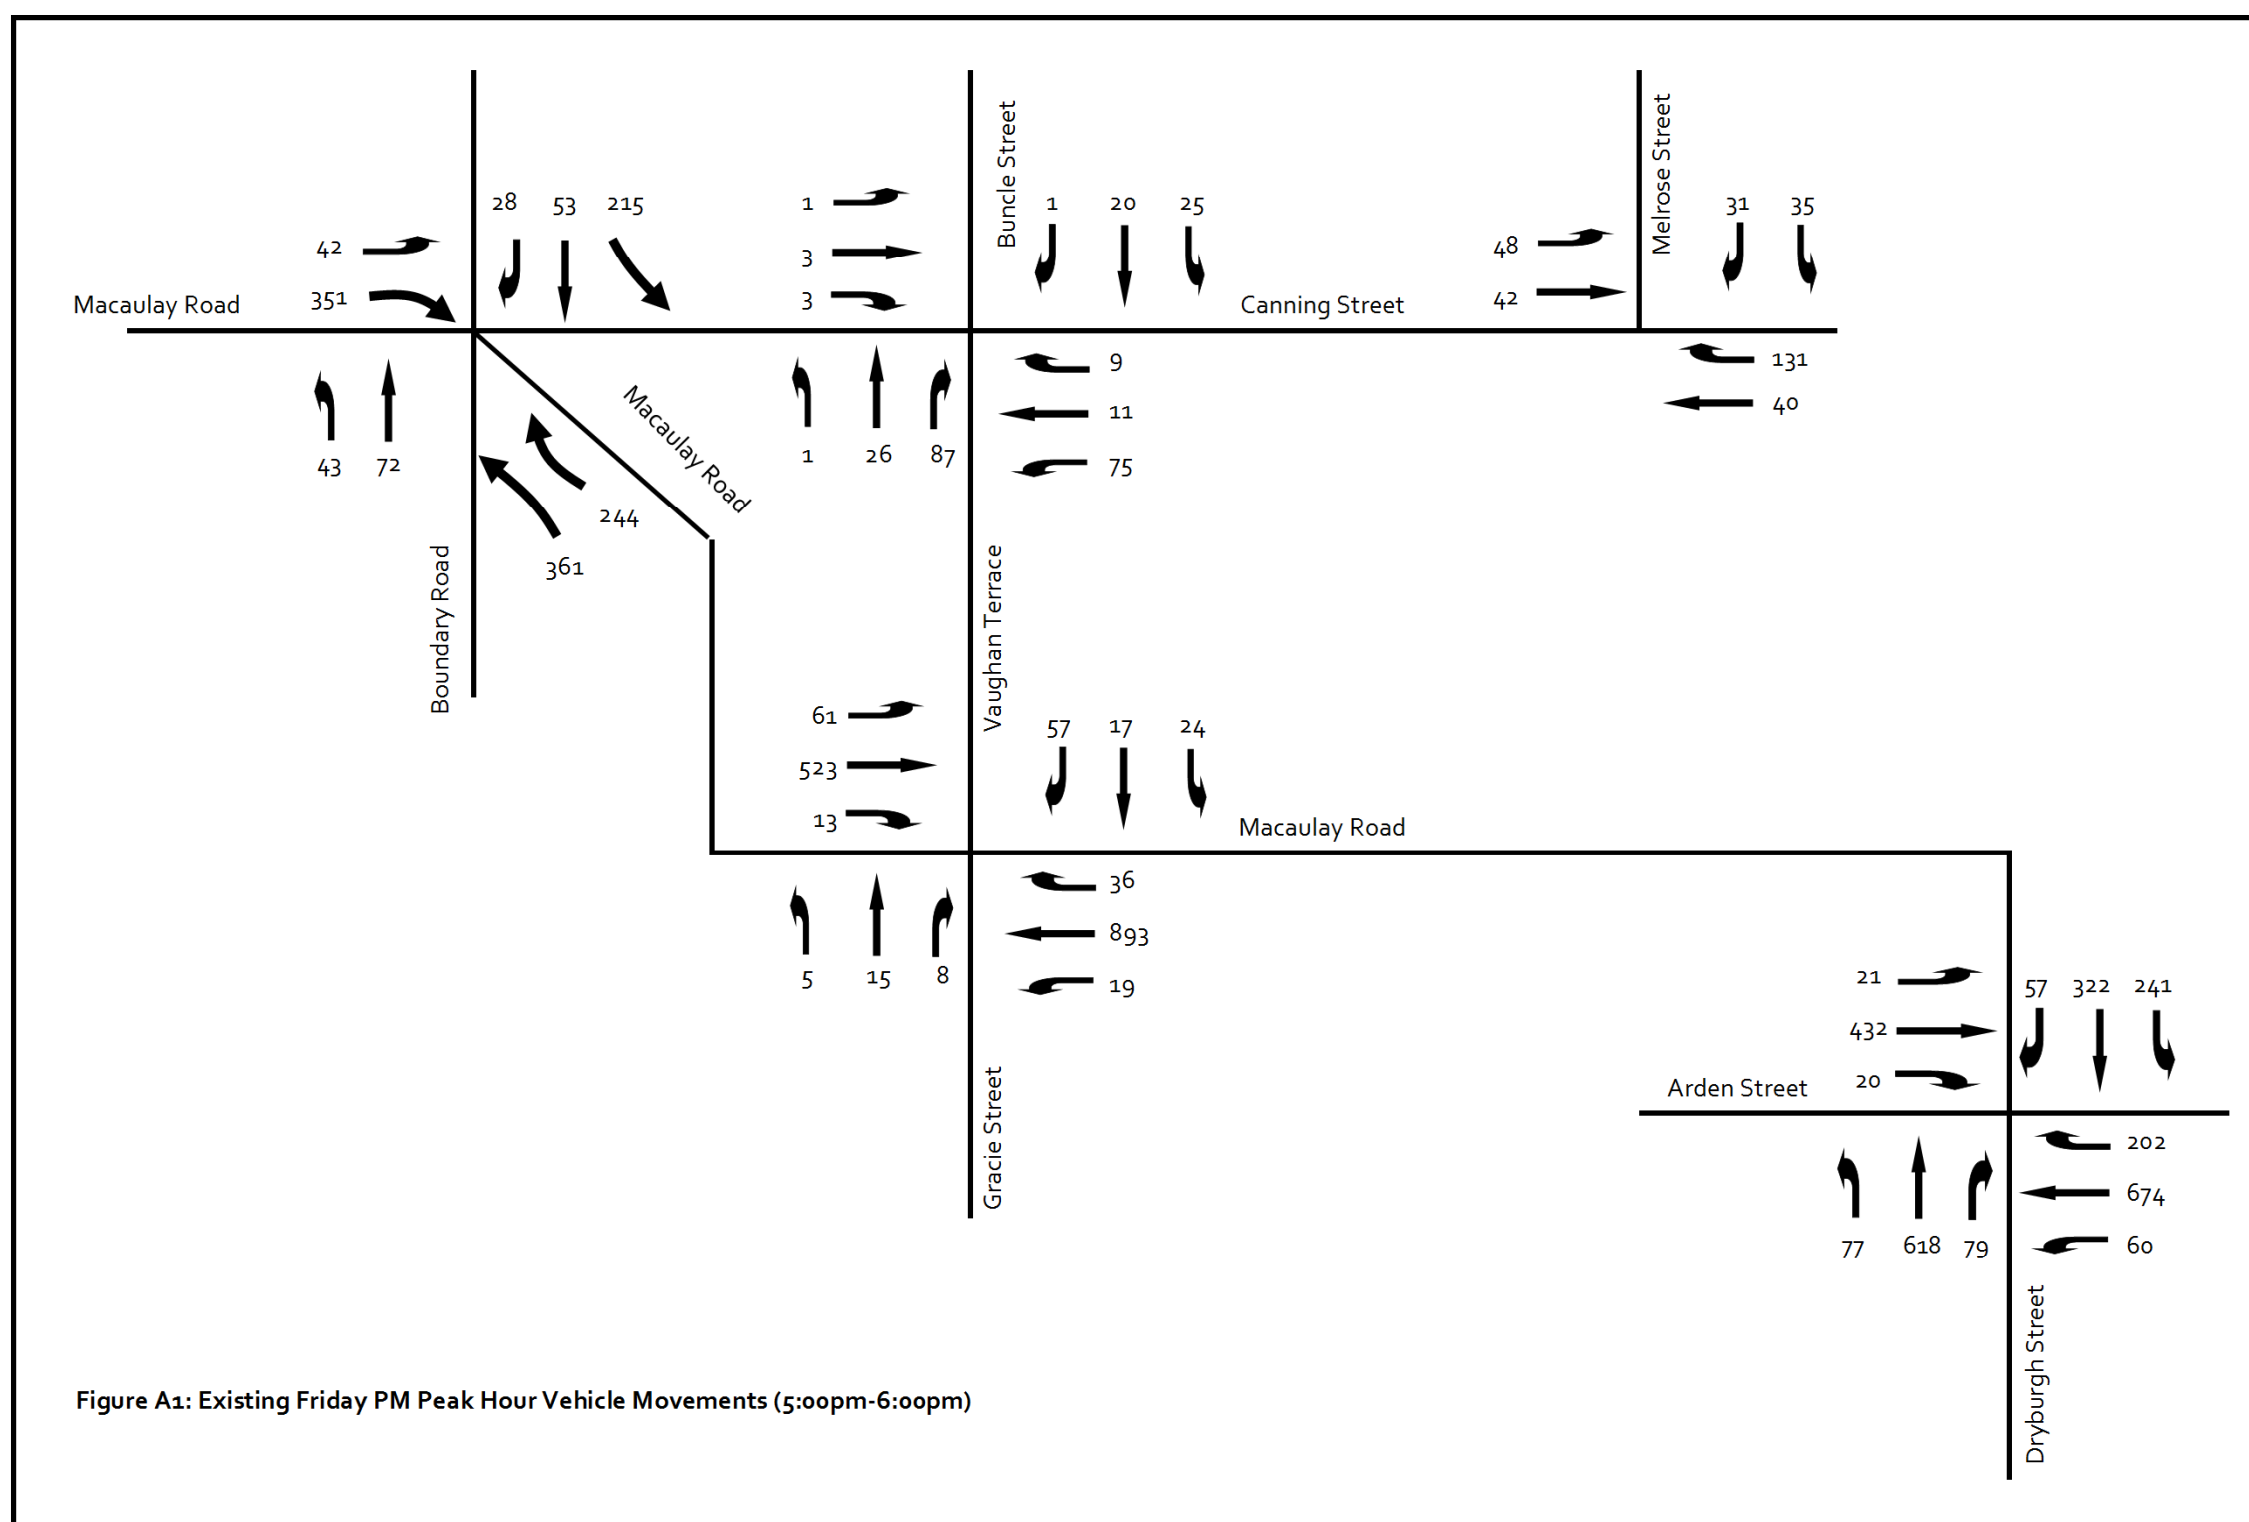 Buncle Street
Melrose Street
28 53 215
1
1 20 25
31 35
42
3
48
351
3
42
Macaulay Road
Canning Street
9
131
11
40
43 72
1 26 87
75
Macaulay Road
244
361
Boundary Road
Vaughan Terrace
61
57 17 24
523
13
Macaulay Road
36
893
5 15 8
19
21
57 322 241
432
20
Arden Street
Gracie Street
202
674
77 618 79
60
Dryburgh Street
Figure A1: Existing Friday PM Peak Hour Vehicle Movements (5:00pm-6:00pm)